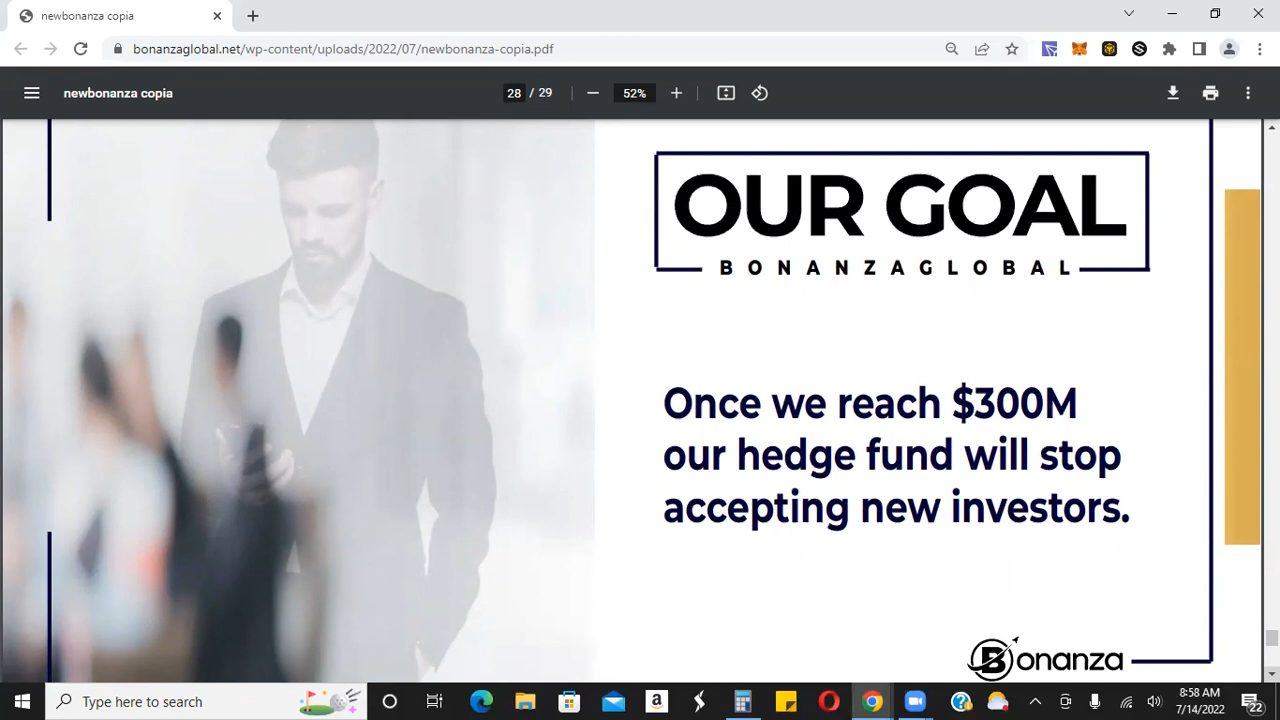 newbonanza copia
bonanzaglobal.net/wp-content/uploads/2022/07/newbonanza-copia.pdf
newbonanza copia
28 / 29
52%
OUR GOAL
BONANZAGLOBAL
Once we reach $300M
our hedge fund will stop
accepting new investors.
Bonanza
Type here to search
8:58 AM
7/14/2022
22